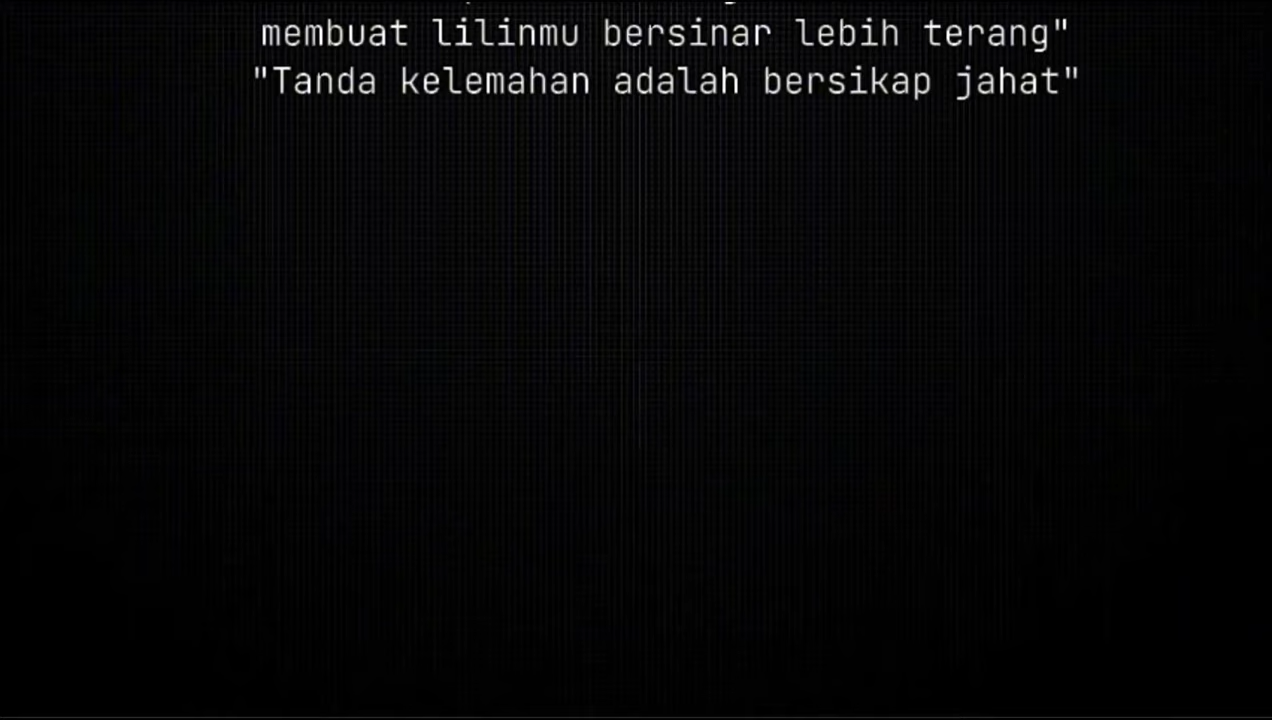 membuat lilinmu bersinar lebih terang"
"Tanda kelemahan adalah bersikap jahat"